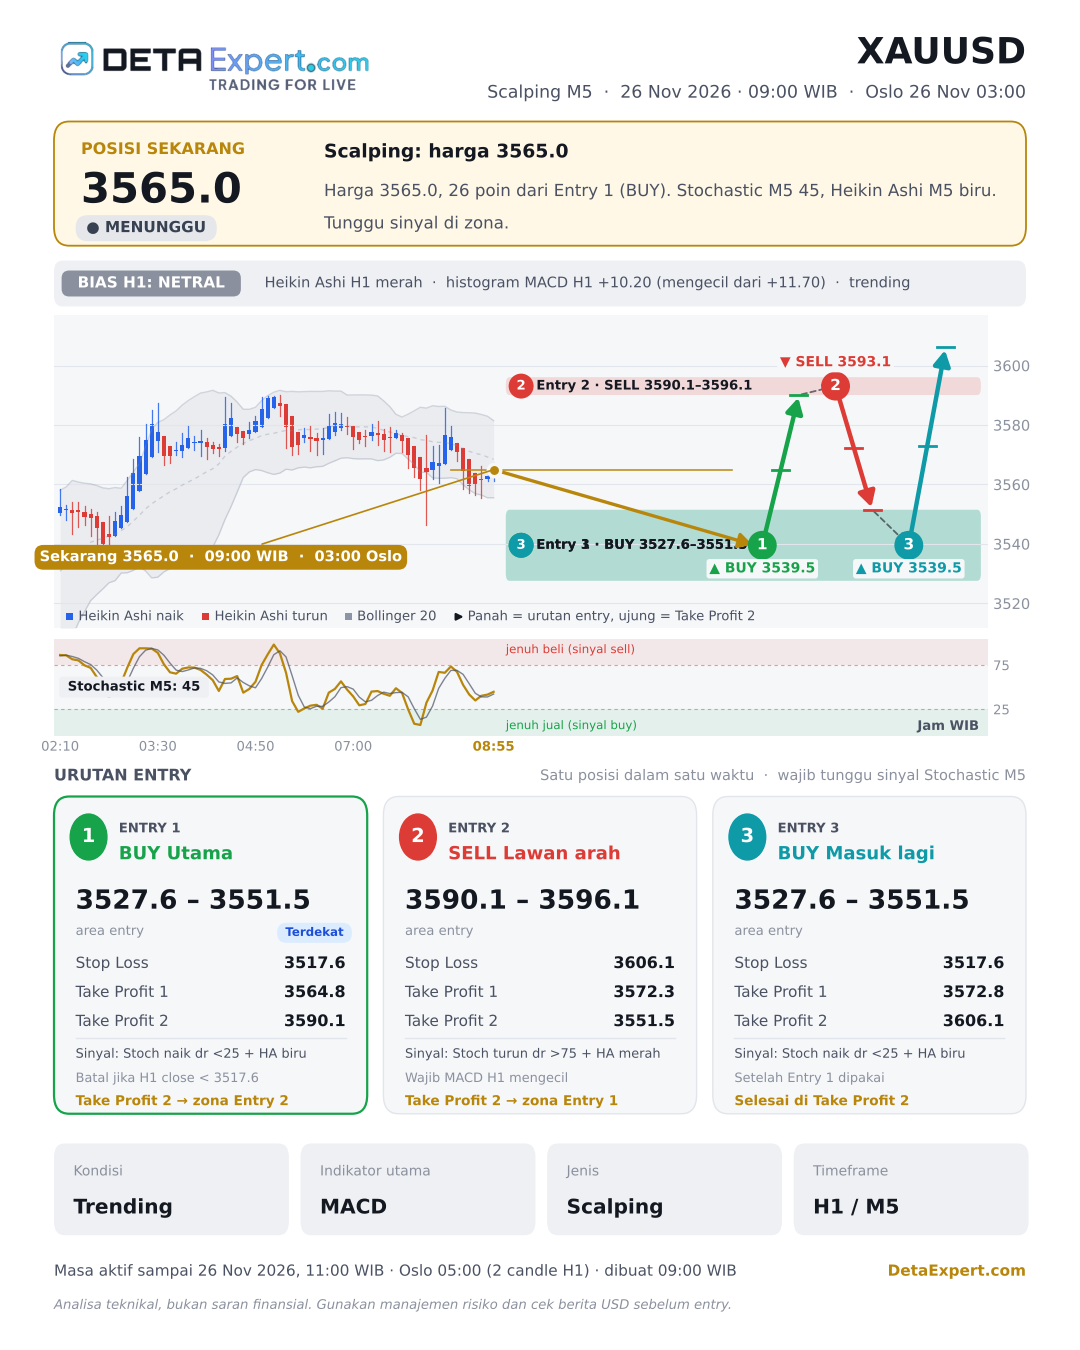 DETA Expert.com
TRADING FOR LIVE
XAUUSD
Scalping M5 · 26 Nov 2026 · 09:00 WIB · Oslo 26 Nov 03:00
POSISI SEKARANG
3565.0
● MENUNGGU
Scalping: harga 3565.0
Harga 3565.0, 26 poin dari Entry 1 (BUY). Stochastic M5 45, Heikin Ashi M5 biru.
Tunggu sinyal di zona.
BIAS H1: NETRAL
Heikin Ashi H1 merah · histogram MACD H1 +10.20 (mengecil dari +11.70) · trending
▼ SELL 3593.1
3600
2 Entry 2 · SELL 3590.1–3596.1
2
3580
3560
Sekarang 3565.0 · 09:00 WIB · 03:00 Oslo
3 Entry 3 · BUY 3527.6–3551.5
1
3
3540
▲ BUY 3539.5
▲ BUY 3539.5
3520
Heikin Ashi naik
Heikin Ashi turun
Bollinger 20
Panah = urutan entry, ujung = Take Profit 2
jenuh beli (sinyal sell)
75
Stochastic M5: 45
25
jenuh jual (sinyal buy)
Jam WIB
02:10 03:30 04:50 07:00 08:55
URUTAN ENTRY
Satu posisi dalam satu waktu · wajib tunggu sinyal Stochastic M5
1
ENTRY 1
BUY Utama
3527.6 – 3551.5
area entry
Terdekat
Stop Loss 3517.6
Take Profit 1 3564.8
Take Profit 2 3590.1
Sinyal: Stoch naik dr <25 + HA biru
Batal jika H1 close < 3517.6
Take Profit 2 → zona Entry 2
2
ENTRY 2
SELL Lawan arah
3590.1 – 3596.1
area entry
Stop Loss 3606.1
Take Profit 1 3572.3
Take Profit 2 3551.5
Sinyal: Stoch turun dr >75 + HA merah
Wajib MACD H1 mengecil
Take Profit 2 → zona Entry 1
3
ENTRY 3
BUY Masuk lagi
3527.6 – 3551.5
area entry
Stop Loss 3517.6
Take Profit 1 3572.8
Take Profit 2 3606.1
Sinyal: Stoch naik dr <25 + HA biru
Setelah Entry 1 dipakai
Selesai di Take Profit 2
Kondisi
Trending
Indikator utama
MACD
Jenis
Scalping
Timeframe
H1 / M5
Masa aktif sampai 26 Nov 2026, 11:00 WIB · Oslo 05:00 (2 candle H1) · dibuat 09:00 WIB
DetaExpert.com
Analisa teknikal, bukan saran finansial. Gunakan manajemen risiko dan cek berita USD sebelum entry.